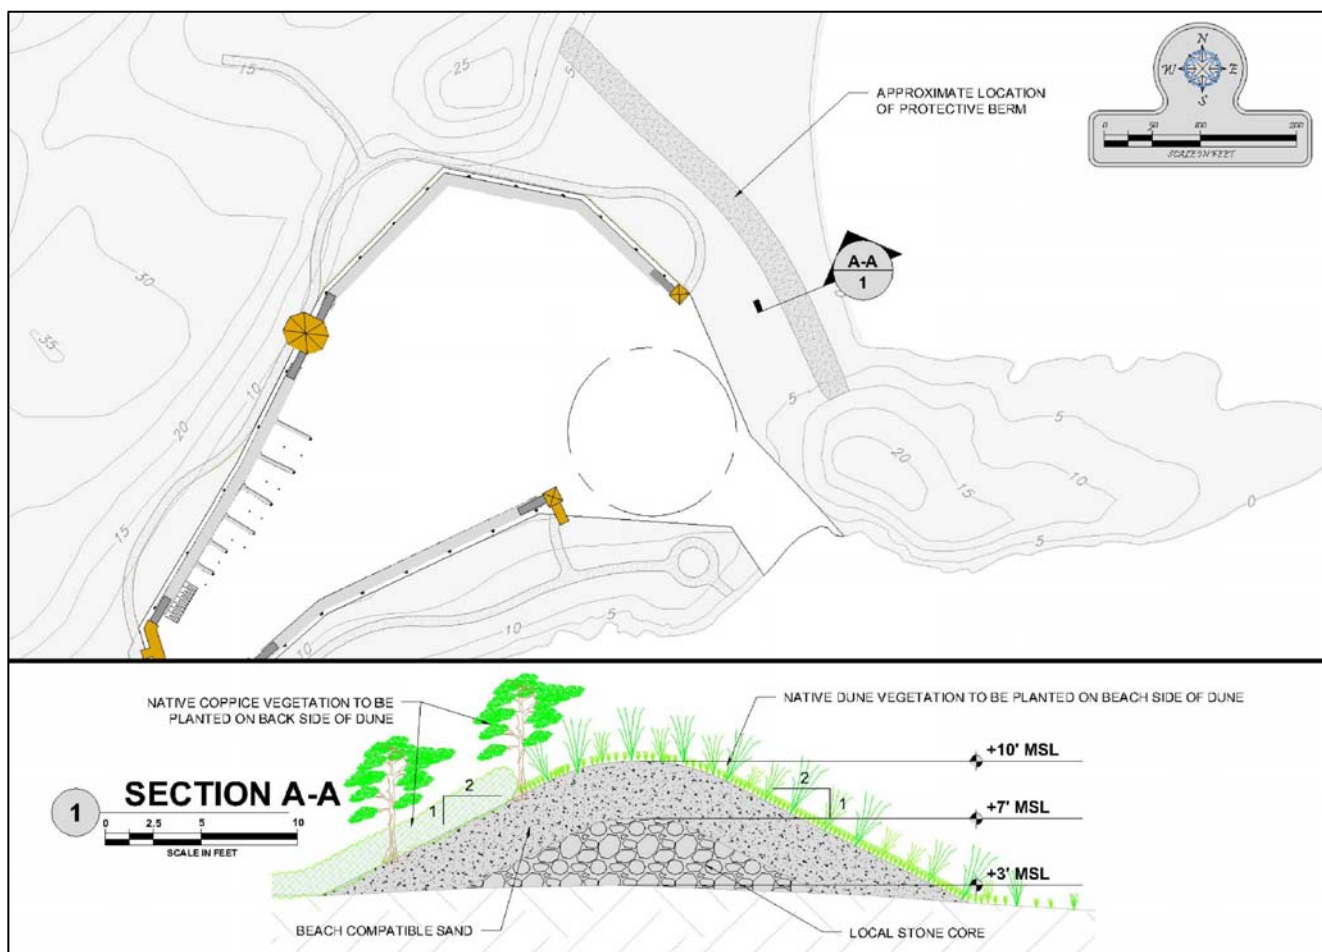 N
W E
S
0 50 100 200
SCALE IN FEET
APPROXIMATE LOCATION
OF PROTECTIVE BERM
A-A
1
15
25
5
30
35
20
10
15
5
5
20
15
10
5
0
5
10
5
10
NATIVE COPPICE VEGETATION TO BE
PLANTED ON BACK SIDE OF DUNE
NATIVE DUNE VEGETATION TO BE PLANTED ON BEACH SIDE OF DUNE
+10' MSL
2
1
2
1
+7' MSL
+3' MSL
1
SECTION A-A
0 2.5 5 10
SCALE IN FEET
BEACH COMPATIBLE SAND
LOCAL STONE CORE